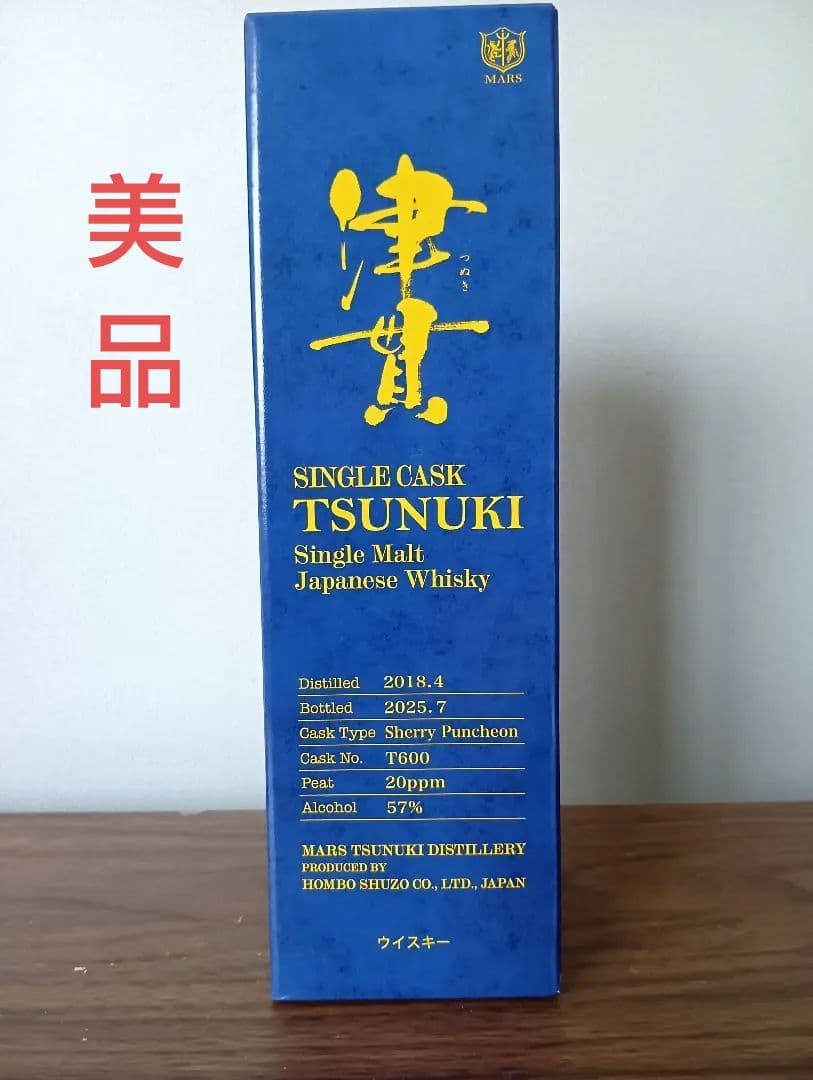 美
品
MARS
津貫
つぬき
SINGLE CASK
TSUNUKI
Single Malt
Japanese Whisky
Distilled 2018.4
Bottled 2025.7
Cask Type Sherry Puncheon
Cask No. T600
Peat 20ppm
Alcohol 57%
MARS TSUNUKI DISTILLERY
PRODUCED BY
HOMBO SHUZO CO., LTD., JAPAN
ウイスキー